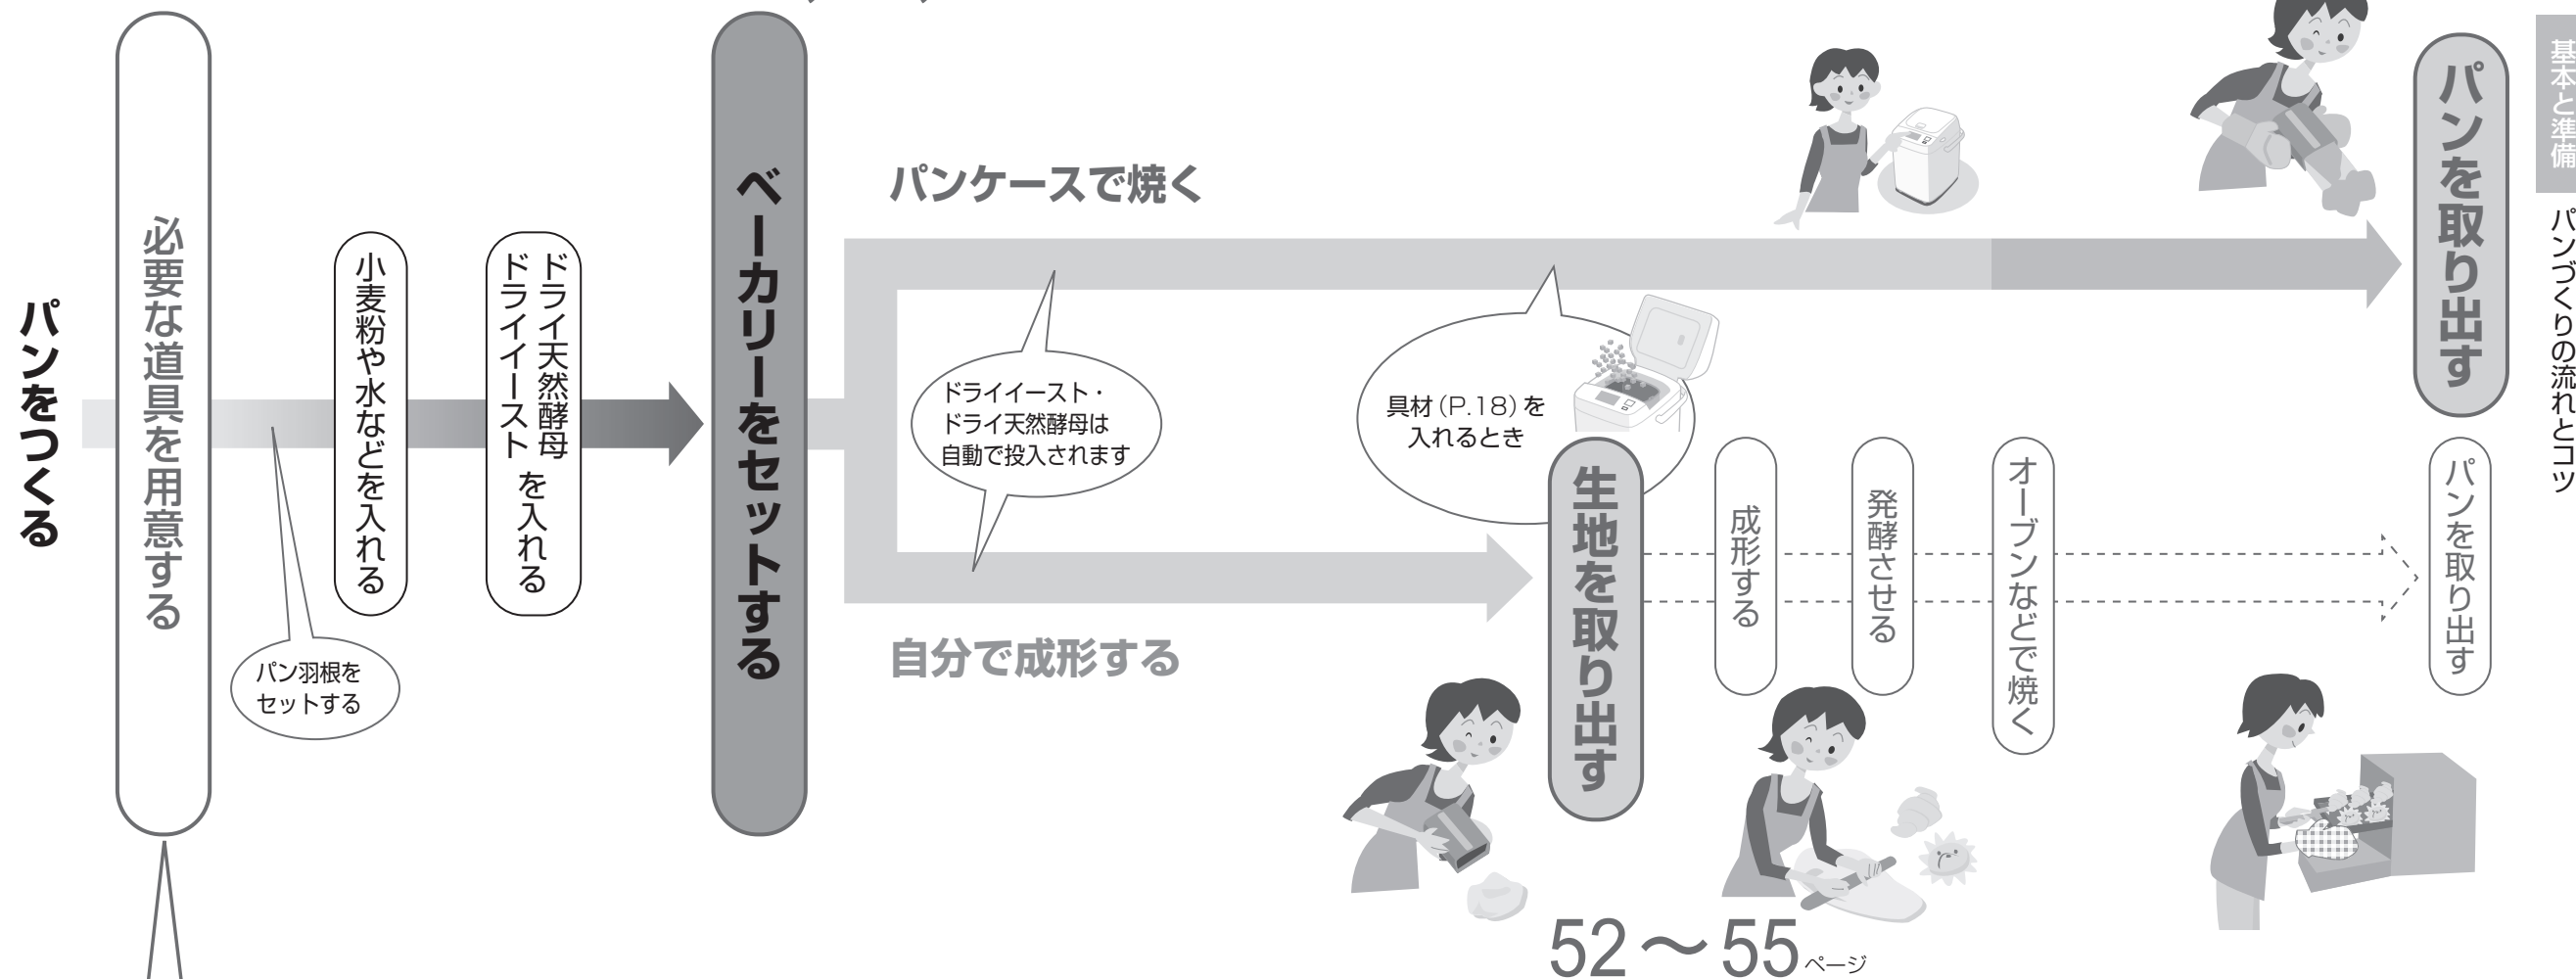 パンをつくる
必要な道具を用意する
パン羽根を
セットする
小麦粉や水などを入れる
ドライ天然酵母
ドライイースト
を入れる
ベーカリーをセットする
パンケースで焼く
ドライイースト・
ドライ天然酵母は
自動で投入されます
具材(P.18)を
入れるとき
パンを取り出す
自分で成形する
生地を取り出す
成形する
発酵させる
オーブンなどで焼く
パンを取り出す
52～55ページ
基本と準備
パンづくりの流れとコツ